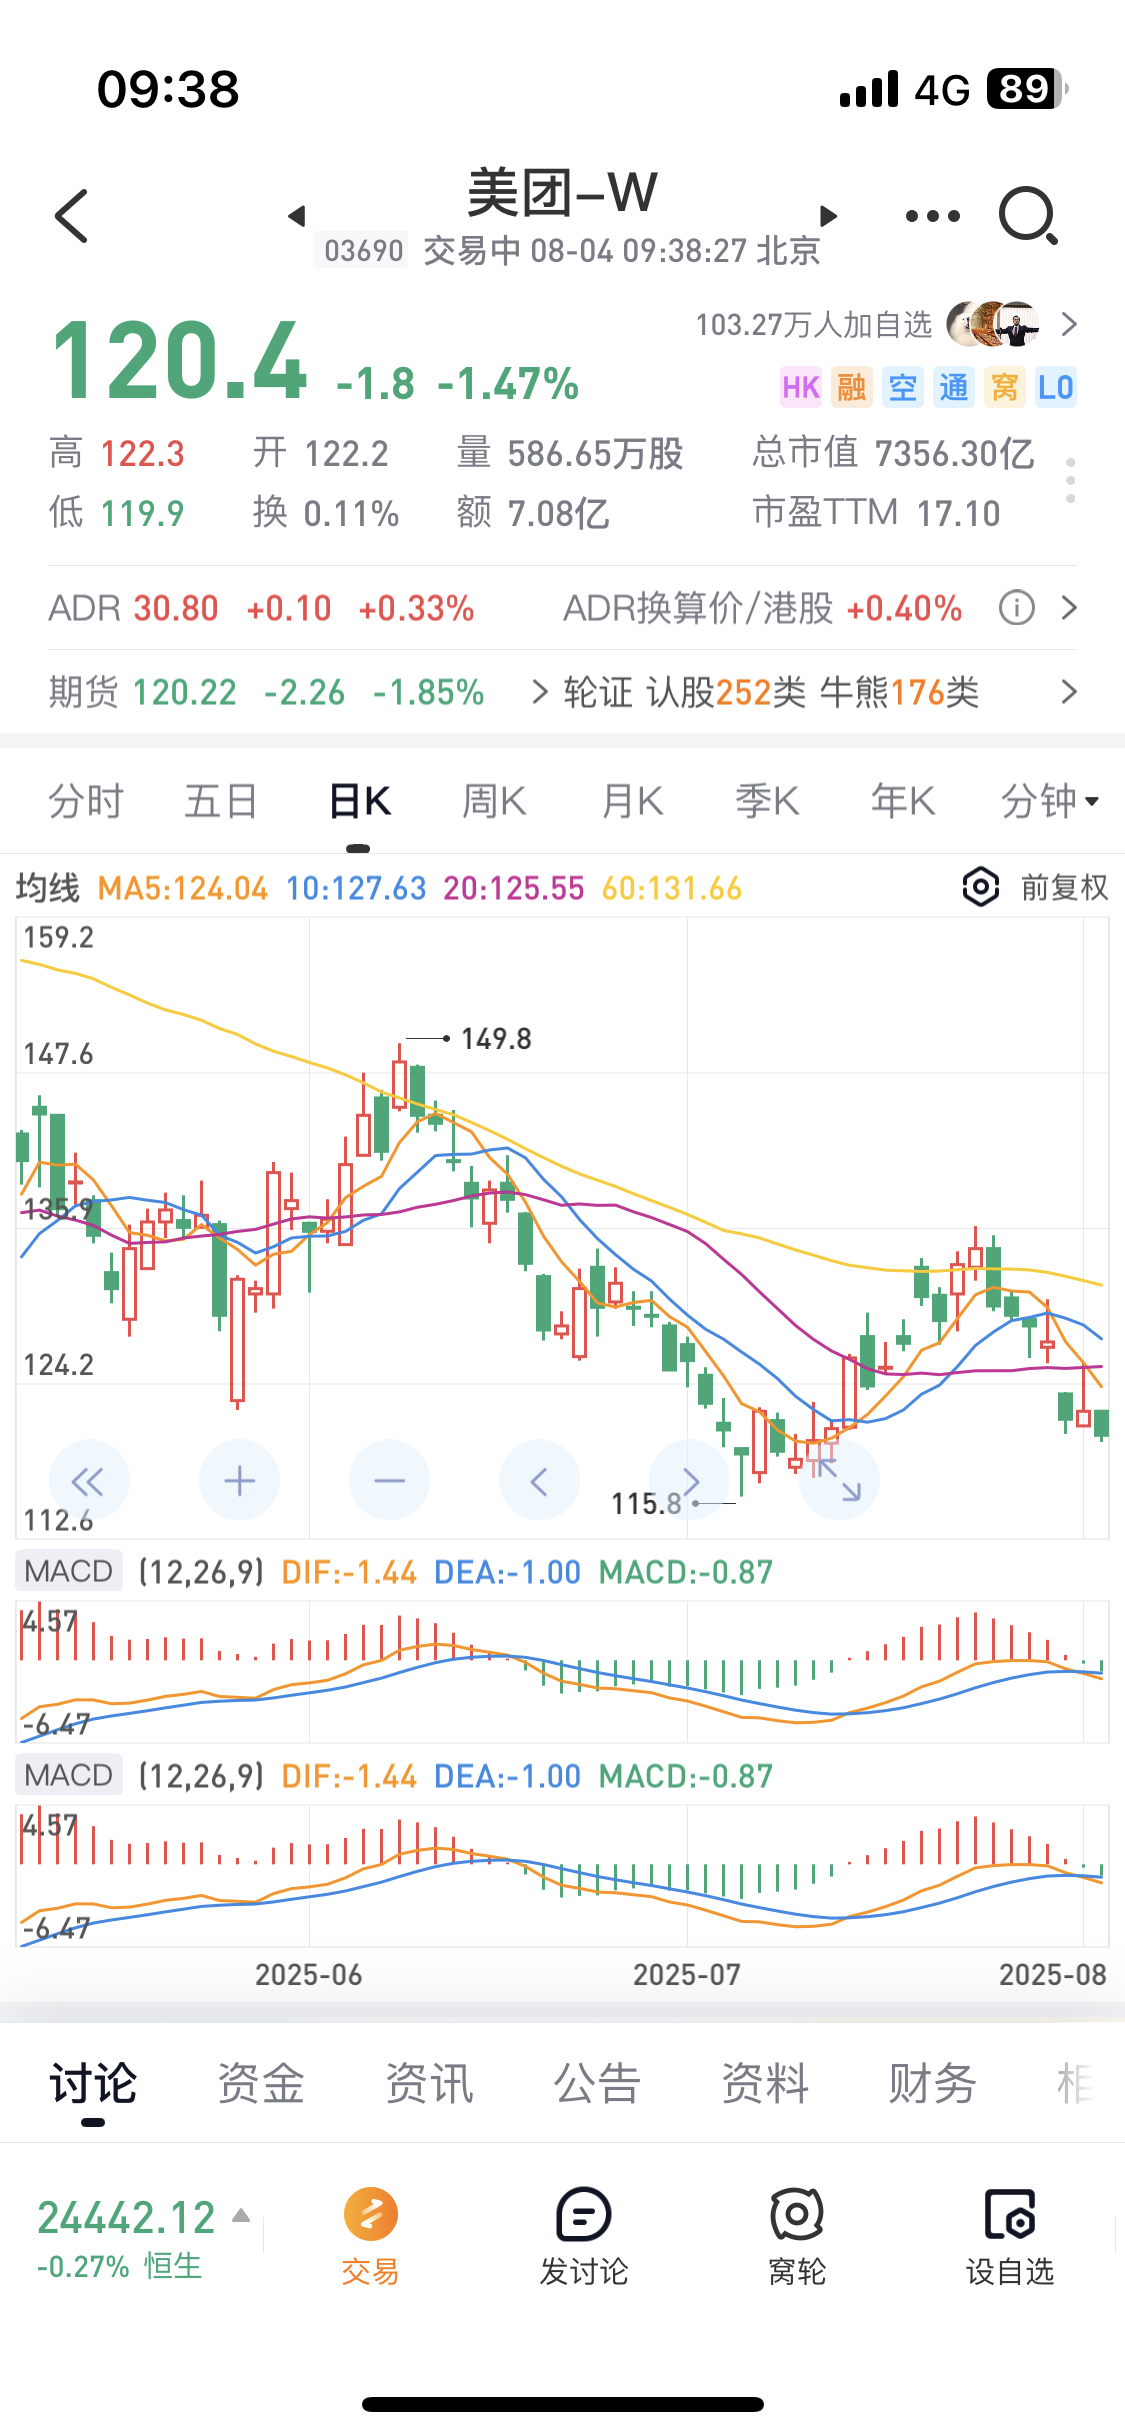 09:38 4G 89
美团-W
03690 交易中 08-04 09:38:27 北京
120.4 -1.8 -1.47%
103.27万人加自选
HK 融 空 通 窝 L0
高 122.3 开 122.2 量 586.65万股 总市值 7356.30亿
低 119.9 换 0.11% 额 7.08亿 市盈TTM 17.10
ADR 30.80 +0.10 +0.33% ADR换算价/港股 +0.40%
期货 120.22 -2.26 -1.85% 轮证 认股252类 牛熊176类
分时 五日 日K 周K 月K 季K 年K 分钟
均线 MA5:124.04 10:127.63 20:125.55 60:131.66 前复权
159.2
149.8
147.6
135.9
124.2
115.8
112.6
MACD (12,26,9) DIF:-1.44 DEA:-1.00 MACD:-0.87
4.57
-6.47
MACD (12,26,9) DIF:-1.44 DEA:-1.00 MACD:-0.87
4.57
-6.47
2025-06 2025-07 2025-08
讨论 资金 资讯 公告 资料 财务
24442.12
-0.27% 恒生
交易 发讨论 窝轮 设自选